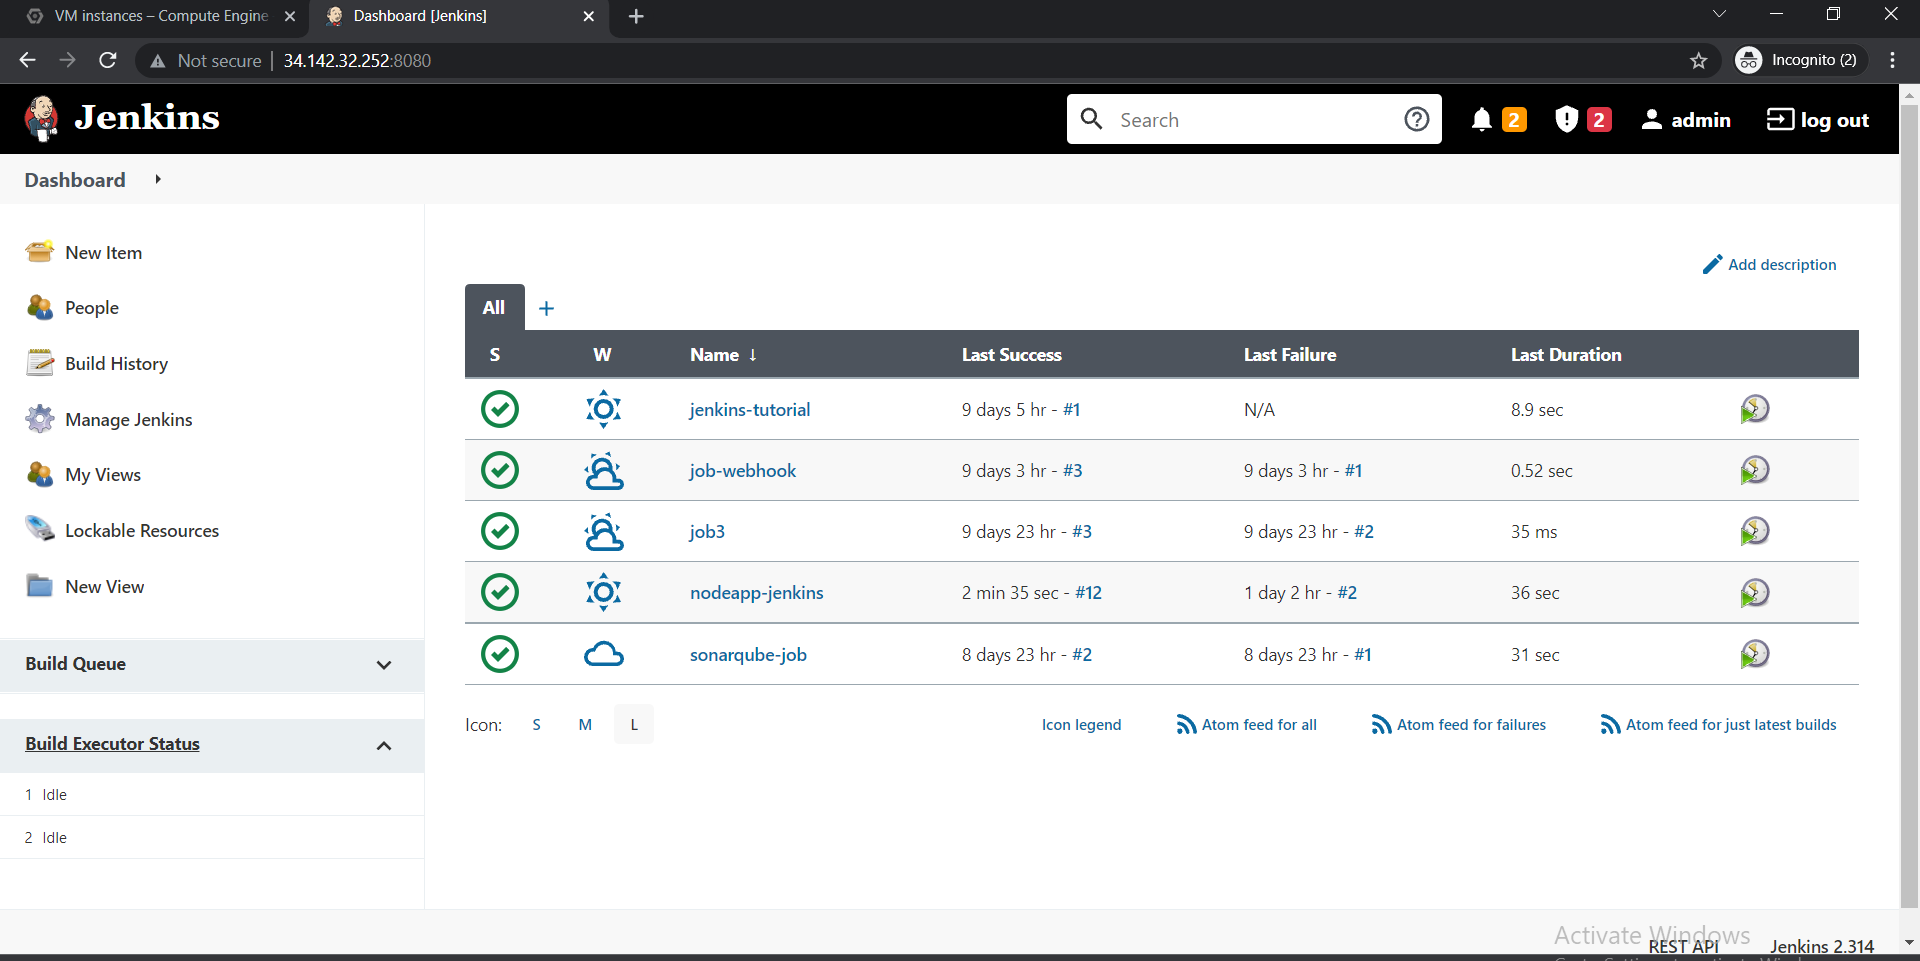 VM instances – Compute Engine
Dashboard [Jenkins]
Not secure | 34.142.32.252:8080
Incognito (2)
Jenkins
Search
2
2
admin
log out
Dashboard
New Item
People
Build History
Manage Jenkins
My Views
Lockable Resources
New View
Build Queue
Build Executor Status
1 Idle
2 Idle
Add description
All +
S W Name ↓ Last Success Last Failure Last Duration
jenkins-tutorial 9 days 5 hr - #1 N/A 8.9 sec
job-webhook 9 days 3 hr - #3 9 days 3 hr - #1 0.52 sec
job3 9 days 23 hr - #3 9 days 23 hr - #2 35 ms
nodeapp-jenkins 2 min 35 sec - #12 1 day 2 hr - #2 36 sec
sonarqube-job 8 days 23 hr - #2 8 days 23 hr - #1 31 sec
Icon: S M L Icon legend Atom feed for all Atom feed for failures Atom feed for just latest builds
Activate Windows
REST API Jenkins 2.314